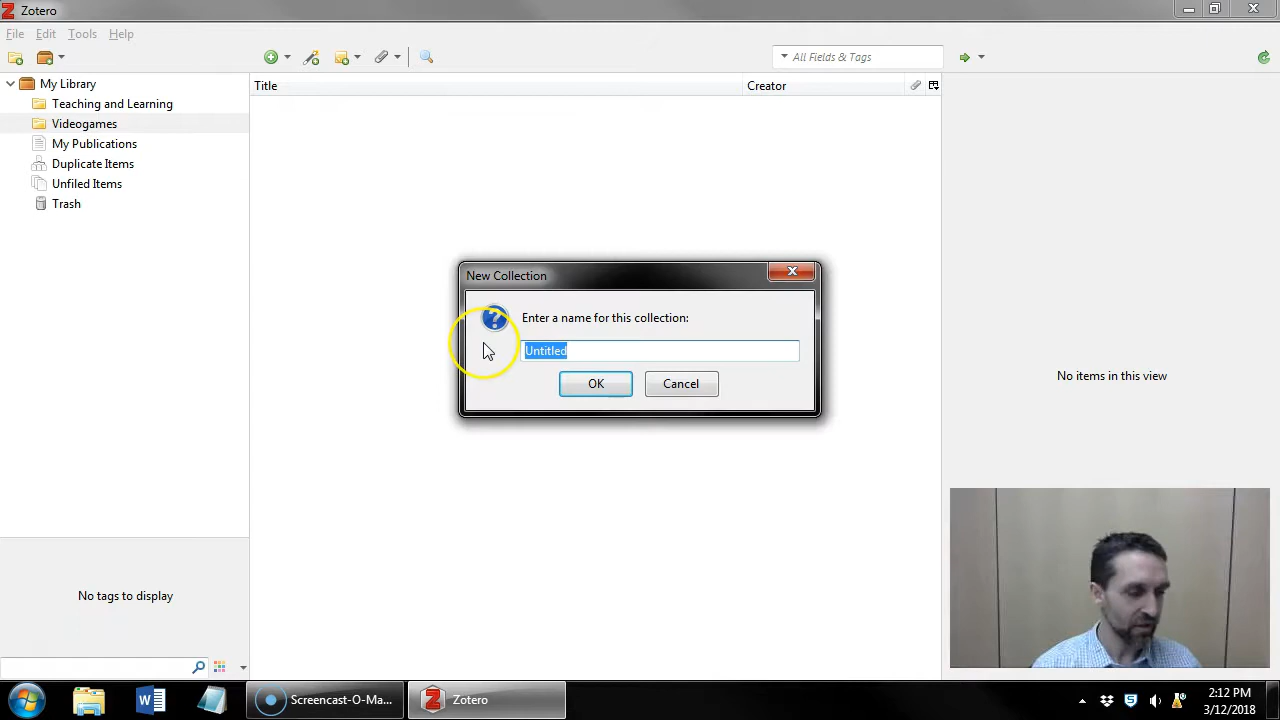 Zotero
File Edit Tools Help
All Fields & Tags
My Library
Teaching and Learning
Videogames
My Publications
Duplicate Items
Unfiled Items
Trash
Title Creator
New Collection
Enter a name for this collection:
Untitled
OK Cancel
No items in this view
No tags to display
Screencast-O-Ma...
Zotero
2:12 PM
3/12/2018